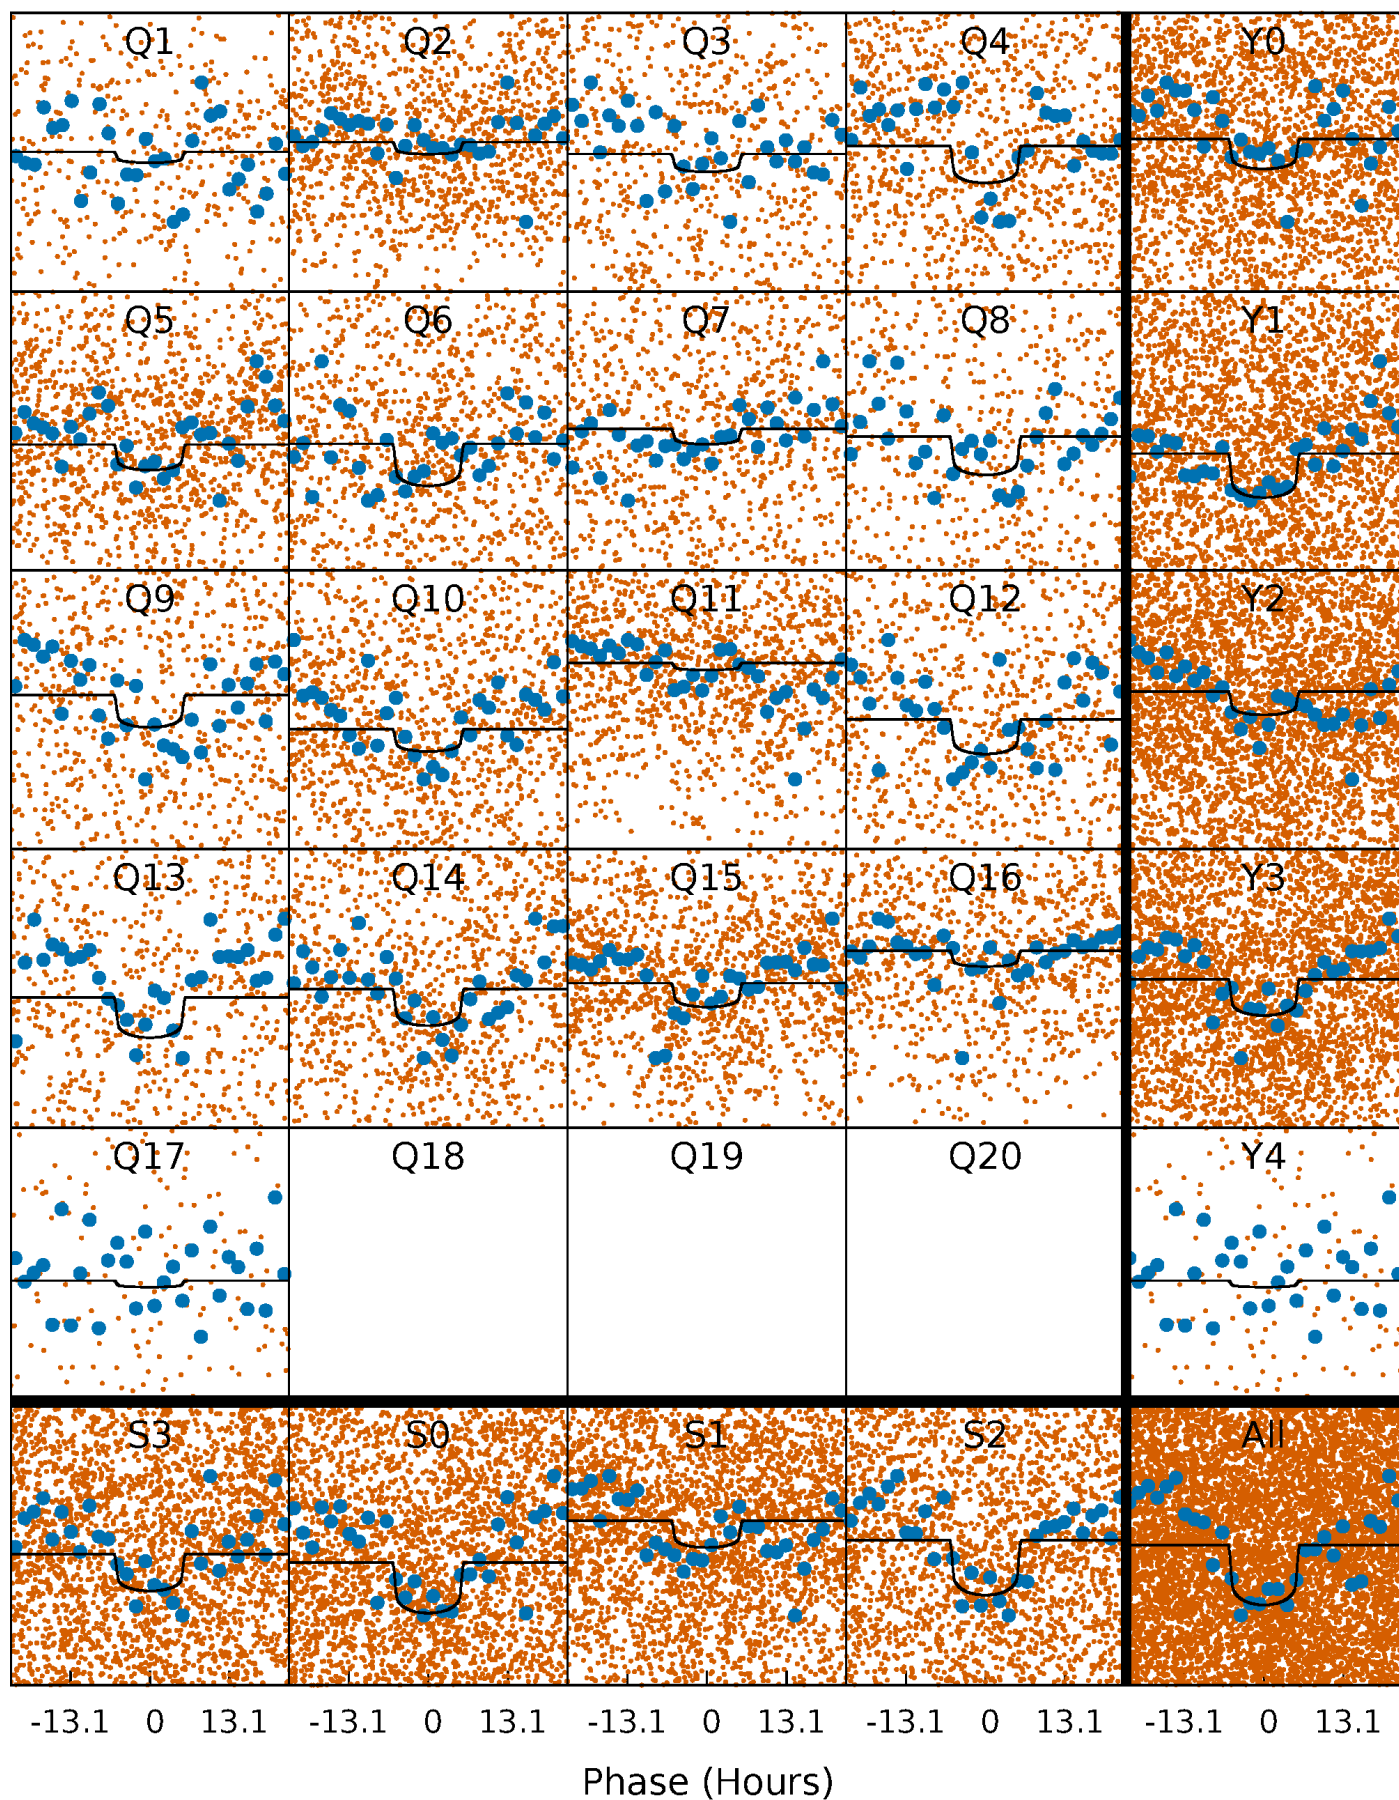 Q1 Q2 Q3 Q4 Y0
Q5 Q6 Q7 Q8 Y1
Q9 Q10 Q11 Q12 Y2
Q13 Q14 Q15 Q16 Y3
Q17 Q18 Q19 Q20 Y4
S3 S0 S1 S2 All
-13.1 0 13.1 -13.1 0 13.1 -13.1 0 13.1 -13.1 0 13.1 -13.1 0 13.1
Phase (Hours)